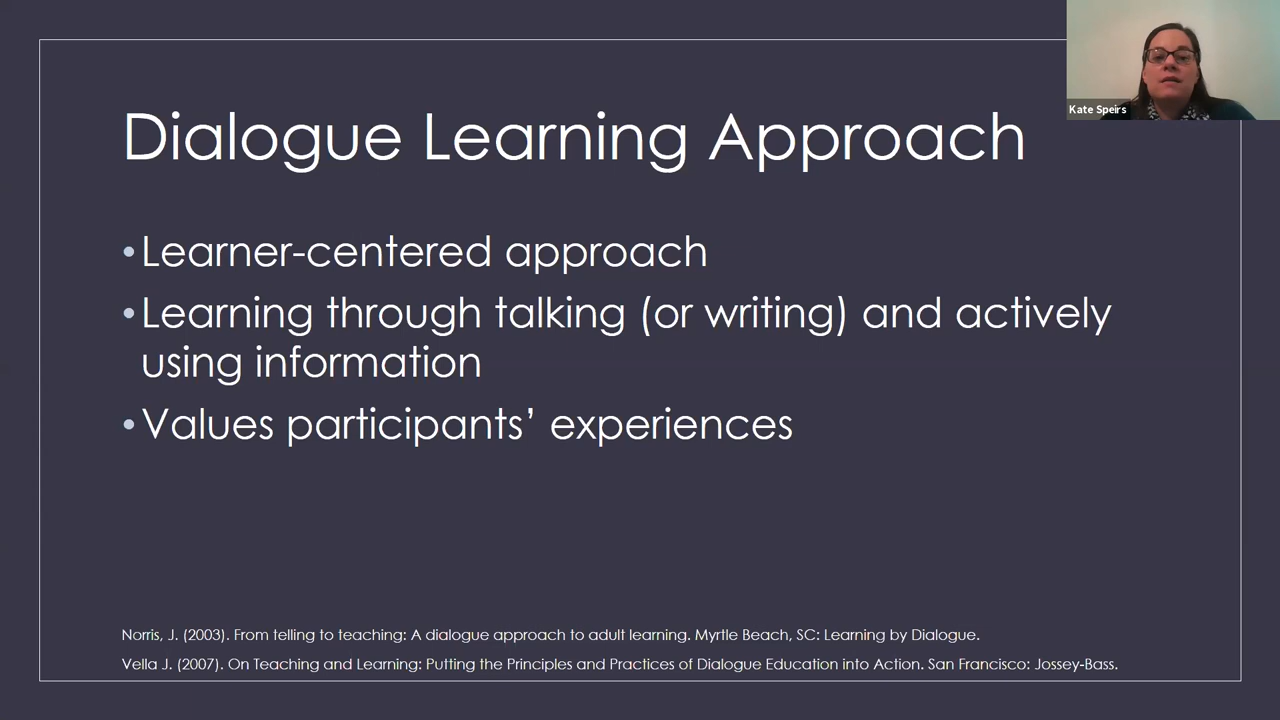 Kate Speirs
Dialogue Learning Approach
•Learner-centered approach
•Learning through talking (or writing) and actively
using information
•Values participants’ experiences
Norris, J. (2003). From telling to teaching: A dialogue approach to adult learning. Myrtle Beach, SC: Learning by Dialogue.
Vella J. (2007). On Teaching and Learning: Putting the Principles and Practices of Dialogue Education into Action. San Francisco: Jossey-Bass.